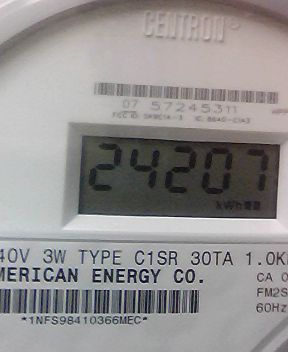 CENTRON®
07 57245311
24207
kWh
40V 3W TYPE C1SR 30TA 1.0K
MERICAN ENERGY CO.
CA 0
FM2S
60Hz
*1NFS98410366MEC*